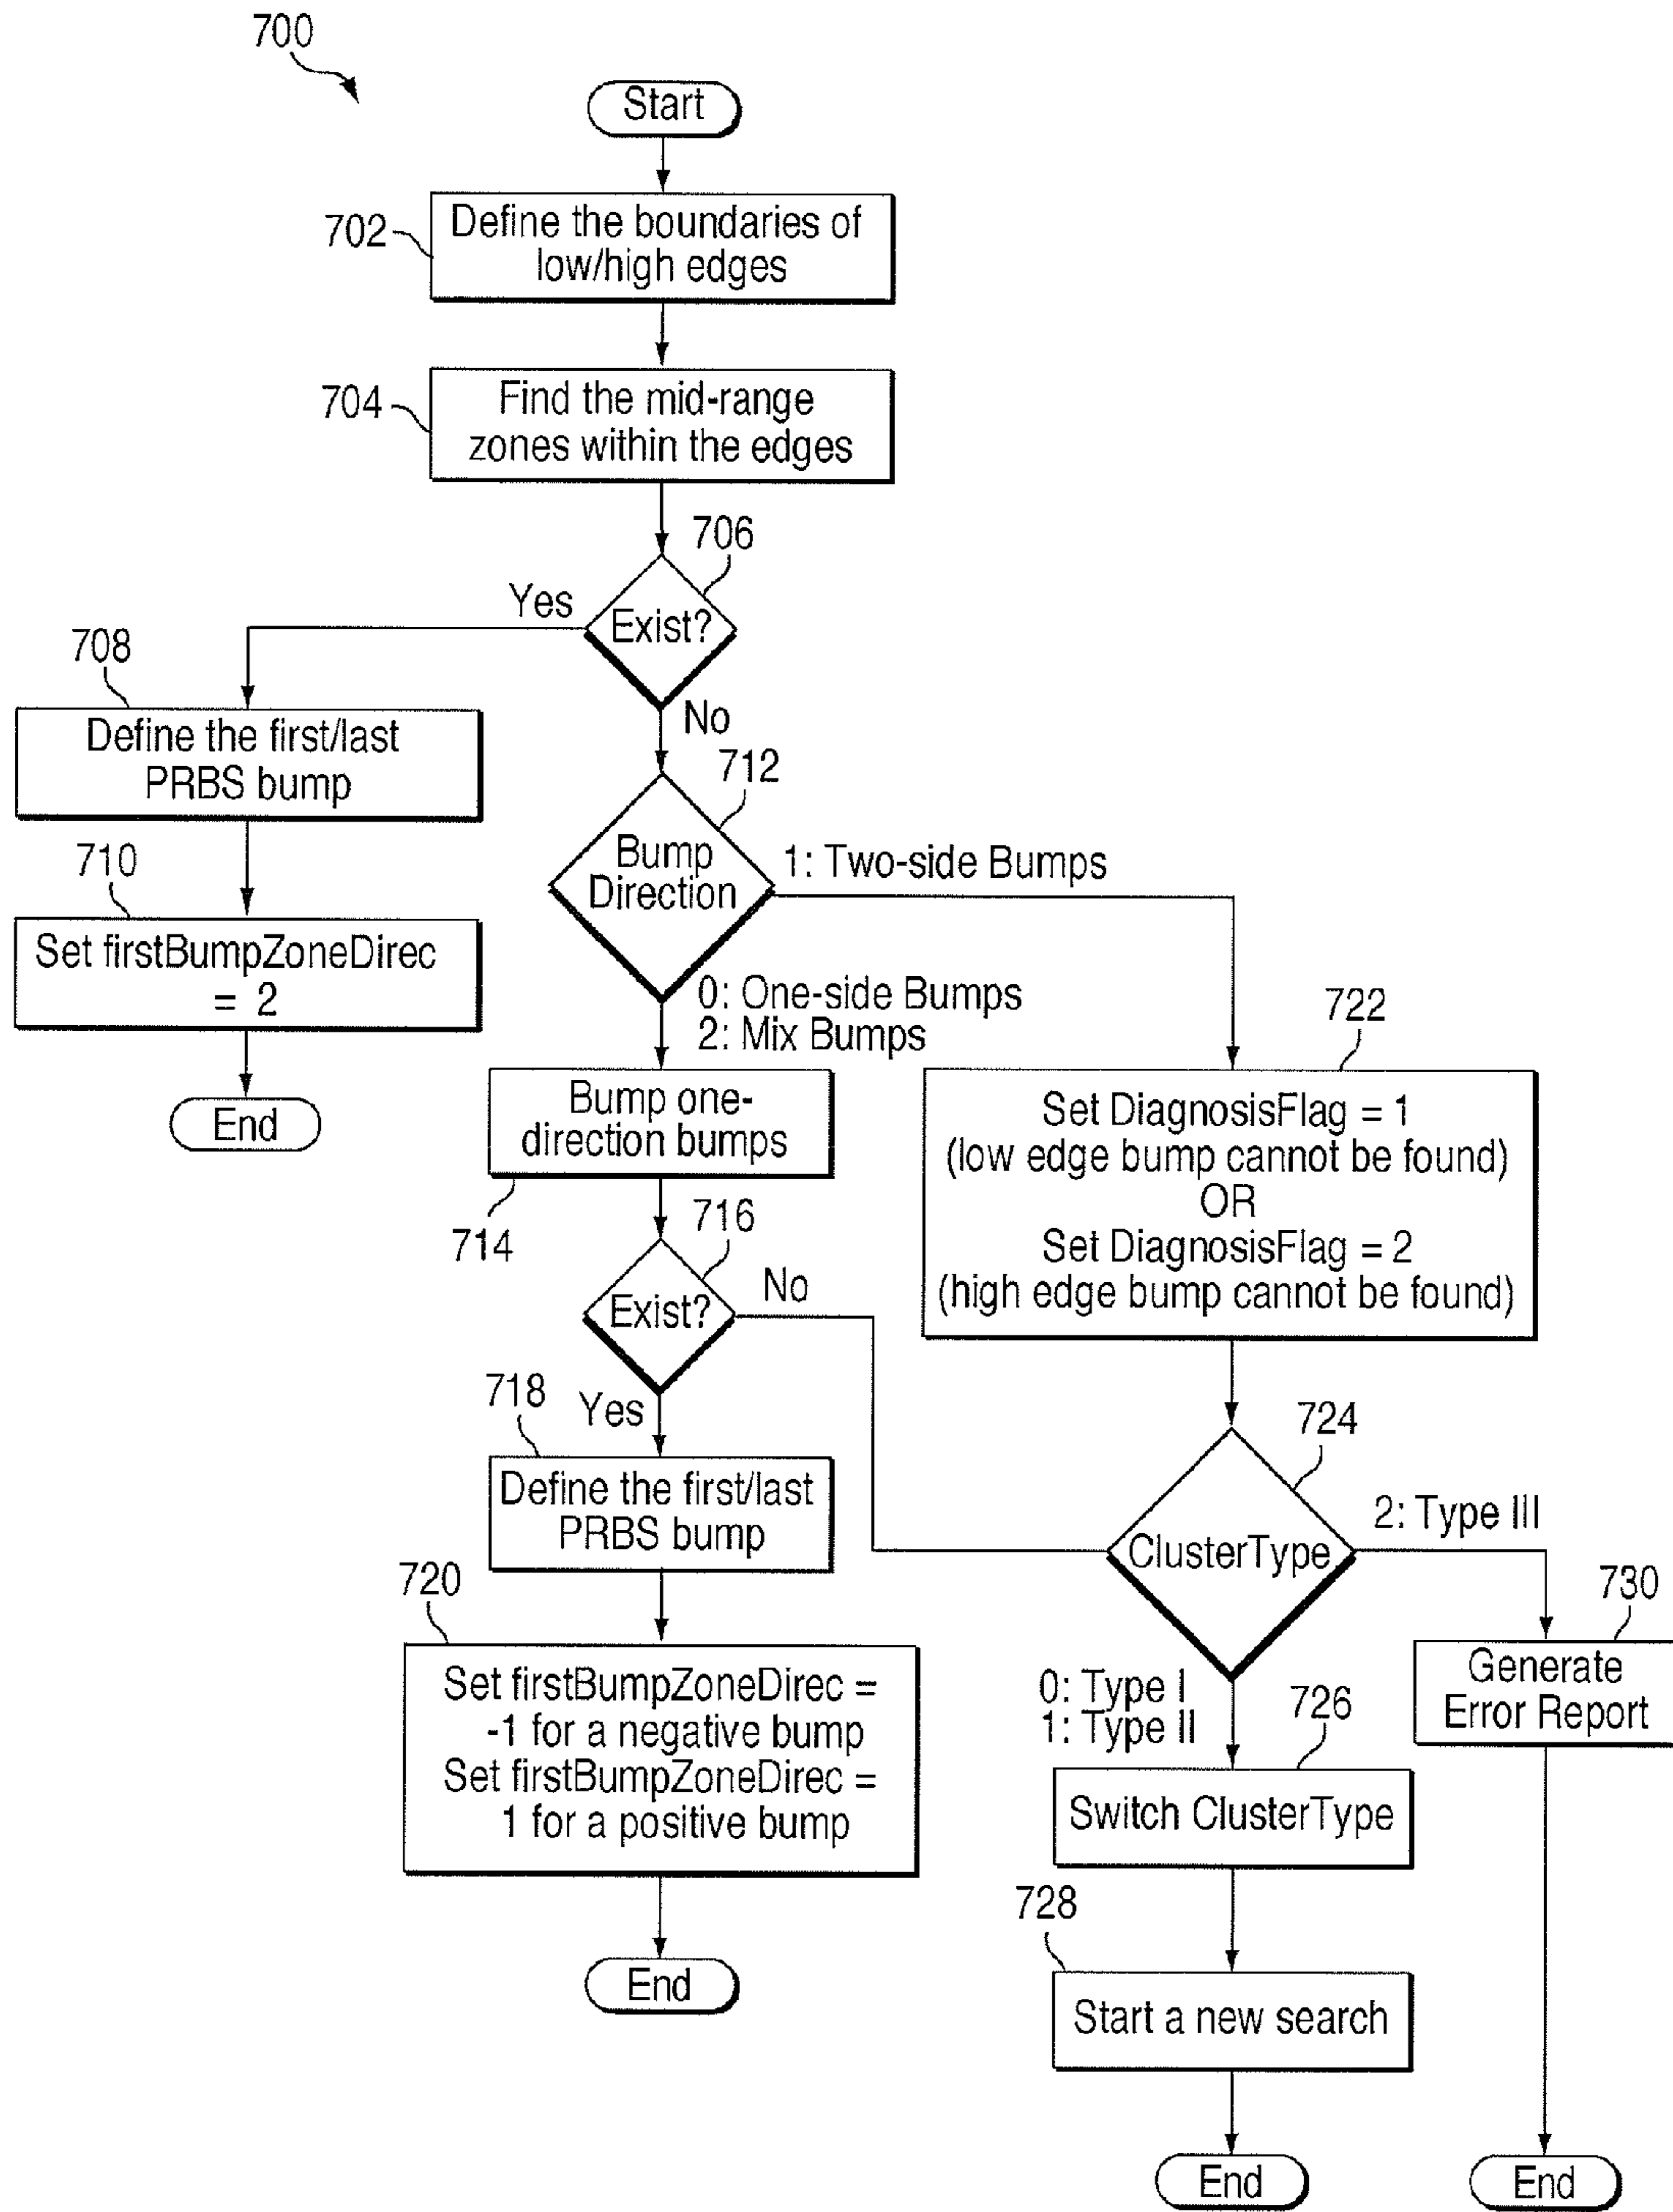 700
Start
702
Define the boundaries of
low/high edges
704
Find the mid-range
zones within the edges
706
Exist?
Yes
No
708
Define the first/last
PRBS bump
710
Set firstBumpZoneDirec
= 2
End
712
Bump
Direction
1: Two-side Bumps
0: One-side Bumps
2: Mix Bumps
714
Bump one-
direction bumps
716
Exist?
No
Yes
718
Define the first/last
PRBS bump
720
Set firstBumpZoneDirec =
-1 for a negative bump
Set firstBumpZoneDirec =
1 for a positive bump
End
722
Set DiagnosisFlag = 1
(low edge bump cannot be found)
OR
Set DiagnosisFlag = 2
(high edge bump cannot be found)
724
ClusterType
2: Type III
0: Type I
1: Type II
726
Switch ClusterType
728
Start a new search
End
730
Generate
Error Report
End